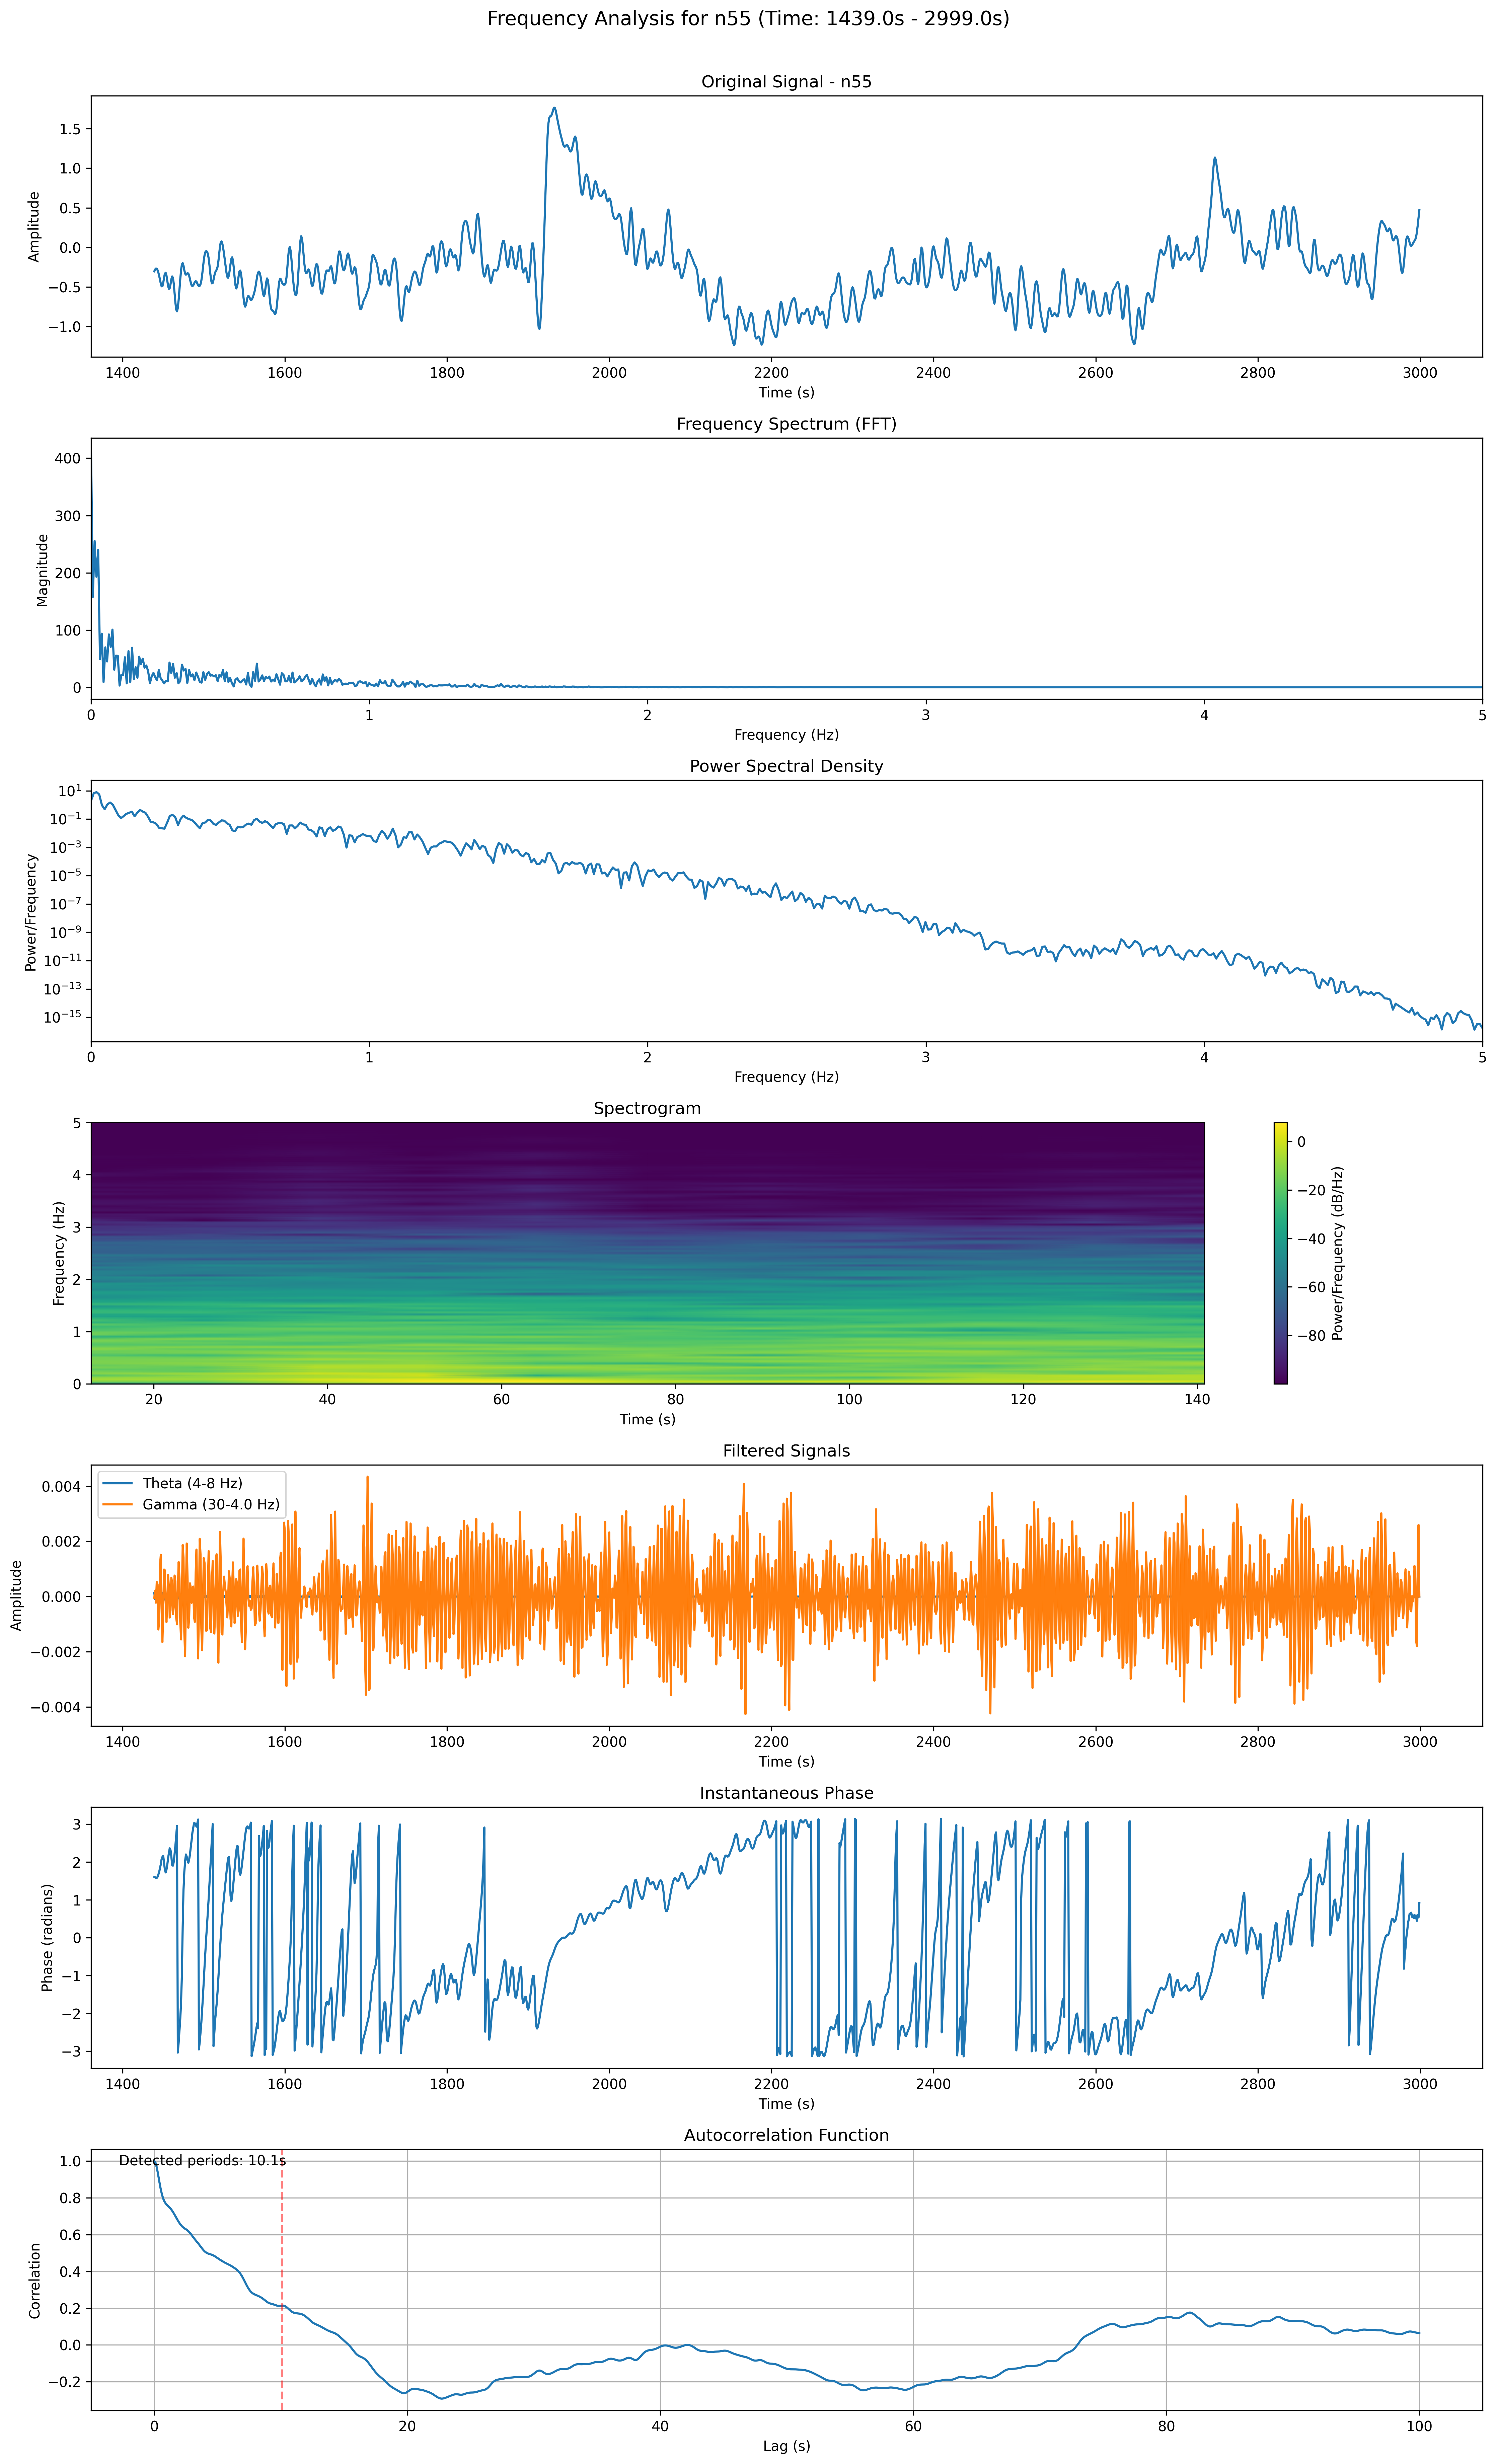 Frequency Analysis for n55 (Time: 1439.0s - 2999.0s)
Original Signal - n55
Amplitude
1.5
1.0
0.5
0.0
−0.5
−1.0
1400 1600 1800 2000 2200 2400 2600 2800 3000
Time (s)
Frequency Spectrum (FFT)
Magnitude
400
300
200
100
0
0 1 2 3 4 5
Frequency (Hz)
Power Spectral Density
Power/Frequency
10¹
10⁻¹
10⁻³
10⁻⁵
10⁻⁷
10⁻⁹
10⁻¹¹
10⁻¹³
10⁻¹⁵
0 1 2 3 4 5
Frequency (Hz)
Spectrogram
Frequency (Hz)
5
4
3
2
1
0
20 40 60 80 100 120 140
Time (s)
0
−20
−40
−60
−80
Power/Frequency (dB/Hz)
Filtered Signals
Theta (4-8 Hz)
Gamma (30-4.0 Hz)
Amplitude
0.004
0.002
0.000
−0.002
−0.004
1400 1600 1800 2000 2200 2400 2600 2800 3000
Time (s)
Instantaneous Phase
Phase (radians)
3
2
1
0
−1
−2
−3
1400 1600 1800 2000 2200 2400 2600 2800 3000
Time (s)
Autocorrelation Function
Detected periods: 10.1s
Correlation
1.0
0.8
0.6
0.4
0.2
0.0
−0.2
0 20 40 60 80 100
Lag (s)